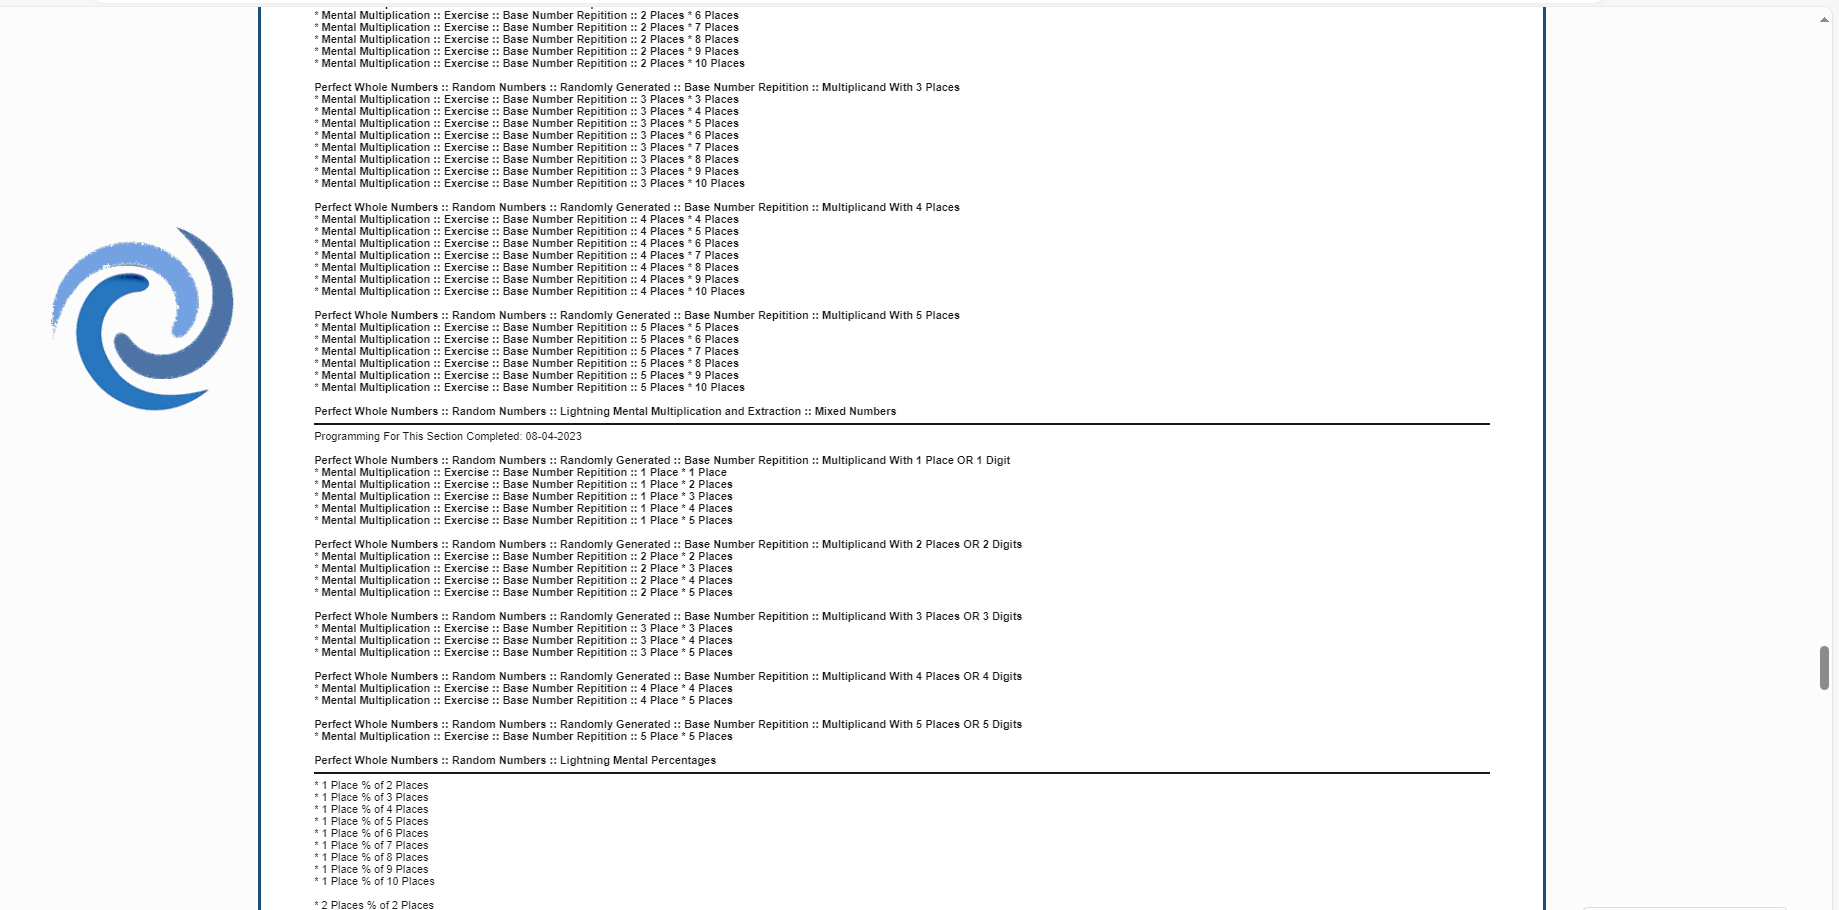 * Mental Multiplication :: Exercise :: Base Number Repitition :: 2 Places * 6 Places
* Mental Multiplication :: Exercise :: Base Number Repitition :: 2 Places * 7 Places
* Mental Multiplication :: Exercise :: Base Number Repitition :: 2 Places * 8 Places
* Mental Multiplication :: Exercise :: Base Number Repitition :: 2 Places * 9 Places
* Mental Multiplication :: Exercise :: Base Number Repitition :: 2 Places * 10 Places
Perfect Whole Numbers :: Random Numbers :: Randomly Generated :: Base Number Repitition :: Multiplicand With 3 Places
* Mental Multiplication :: Exercise :: Base Number Repitition :: 3 Places * 3 Places
* Mental Multiplication :: Exercise :: Base Number Repitition :: 3 Places * 4 Places
* Mental Multiplication :: Exercise :: Base Number Repitition :: 3 Places * 5 Places
* Mental Multiplication :: Exercise :: Base Number Repitition :: 3 Places * 6 Places
* Mental Multiplication :: Exercise :: Base Number Repitition :: 3 Places * 7 Places
* Mental Multiplication :: Exercise :: Base Number Repitition :: 3 Places * 8 Places
* Mental Multiplication :: Exercise :: Base Number Repitition :: 3 Places * 9 Places
* Mental Multiplication :: Exercise :: Base Number Repitition :: 3 Places * 10 Places
Perfect Whole Numbers :: Random Numbers :: Randomly Generated :: Base Number Repitition :: Multiplicand With 4 Places
* Mental Multiplication :: Exercise :: Base Number Repitition :: 4 Places * 4 Places
* Mental Multiplication :: Exercise :: Base Number Repitition :: 4 Places * 5 Places
* Mental Multiplication :: Exercise :: Base Number Repitition :: 4 Places * 6 Places
* Mental Multiplication :: Exercise :: Base Number Repitition :: 4 Places * 7 Places
* Mental Multiplication :: Exercise :: Base Number Repitition :: 4 Places * 8 Places
* Mental Multiplication :: Exercise :: Base Number Repitition :: 4 Places * 9 Places
* Mental Multiplication :: Exercise :: Base Number Repitition :: 4 Places * 10 Places
Perfect Whole Numbers :: Random Numbers :: Randomly Generated :: Base Number Repitition :: Multiplicand With 5 Places
* Mental Multiplication :: Exercise :: Base Number Repitition :: 5 Places * 5 Places
* Mental Multiplication :: Exercise :: Base Number Repitition :: 5 Places * 6 Places
* Mental Multiplication :: Exercise :: Base Number Repitition :: 5 Places * 7 Places
* Mental Multiplication :: Exercise :: Base Number Repitition :: 5 Places * 8 Places
* Mental Multiplication :: Exercise :: Base Number Repitition :: 5 Places * 9 Places
* Mental Multiplication :: Exercise :: Base Number Repitition :: 5 Places * 10 Places
Perfect Whole Numbers :: Random Numbers :: Lightning Mental Multiplication and Extraction :: Mixed Numbers
Programming For This Section Completed: 08-04-2023
Perfect Whole Numbers :: Random Numbers :: Randomly Generated :: Base Number Repitition :: Multiplicand With 1 Place OR 1 Digit
* Mental Multiplication :: Exercise :: Base Number Repitition :: 1 Place * 1 Place
* Mental Multiplication :: Exercise :: Base Number Repitition :: 1 Place * 2 Places
* Mental Multiplication :: Exercise :: Base Number Repitition :: 1 Place * 3 Places
* Mental Multiplication :: Exercise :: Base Number Repitition :: 1 Place * 4 Places
* Mental Multiplication :: Exercise :: Base Number Repitition :: 1 Place * 5 Places
Perfect Whole Numbers :: Random Numbers :: Randomly Generated :: Base Number Repitition :: Multiplicand With 2 Places OR 2 Digits
* Mental Multiplication :: Exercise :: Base Number Repitition :: 2 Place * 2 Places
* Mental Multiplication :: Exercise :: Base Number Repitition :: 2 Place * 3 Places
* Mental Multiplication :: Exercise :: Base Number Repitition :: 2 Place * 4 Places
* Mental Multiplication :: Exercise :: Base Number Repitition :: 2 Place * 5 Places
Perfect Whole Numbers :: Random Numbers :: Randomly Generated :: Base Number Repitition :: Multiplicand With 3 Places OR 3 Digits
* Mental Multiplication :: Exercise :: Base Number Repitition :: 3 Place * 3 Places
* Mental Multiplication :: Exercise :: Base Number Repitition :: 3 Place * 4 Places
* Mental Multiplication :: Exercise :: Base Number Repitition :: 3 Place * 5 Places
Perfect Whole Numbers :: Random Numbers :: Randomly Generated :: Base Number Repitition :: Multiplicand With 4 Places OR 4 Digits
* Mental Multiplication :: Exercise :: Base Number Repitition :: 4 Place * 4 Places
* Mental Multiplication :: Exercise :: Base Number Repitition :: 4 Place * 5 Places
Perfect Whole Numbers :: Random Numbers :: Randomly Generated :: Base Number Repitition :: Multiplicand With 5 Places OR 5 Digits
* Mental Multiplication :: Exercise :: Base Number Repitition :: 5 Place * 5 Places
Perfect Whole Numbers :: Random Numbers :: Lightning Mental Percentages
* 1 Place % of 2 Places
* 1 Place % of 3 Places
* 1 Place % of 4 Places
* 1 Place % of 5 Places
* 1 Place % of 6 Places
* 1 Place % of 7 Places
* 1 Place % of 8 Places
* 1 Place % of 9 Places
* 1 Place % of 10 Places
* 2 Places % of 2 Places